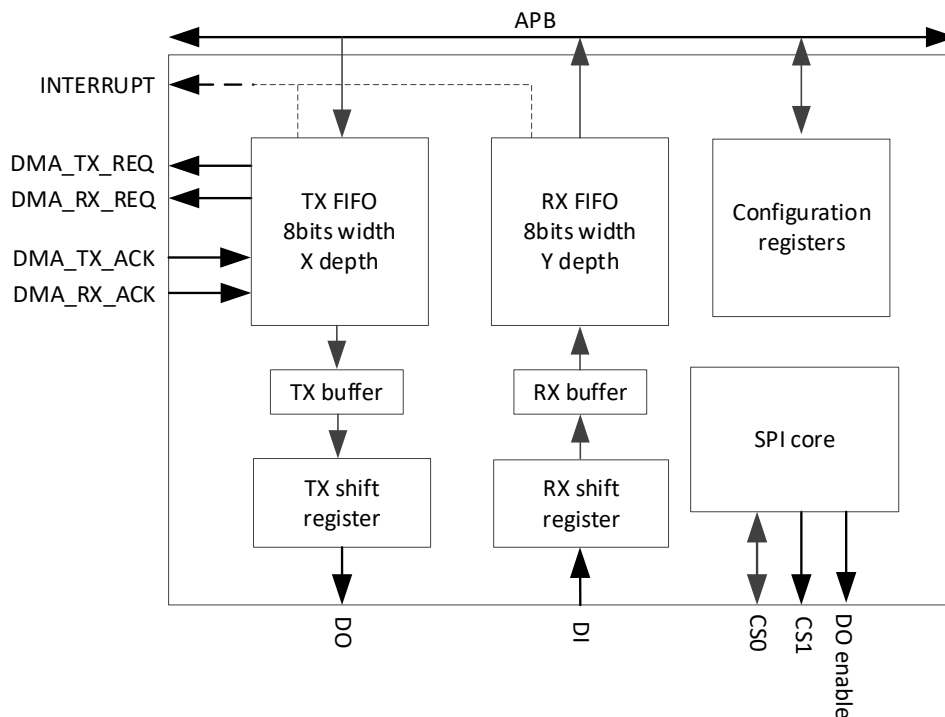 APB
INTERRUPT
DMA_TX_REQ
DMA_RX_REQ
DMA_TX_ACK
DMA_RX_ACK
TX FIFO
8bits width
X depth
RX FIFO
8bits width
Y depth
Configuration
registers
TX buffer
RX buffer
SPI core
TX shift
register
RX shift
register
DO
DI
CS0
CS1
DO enable